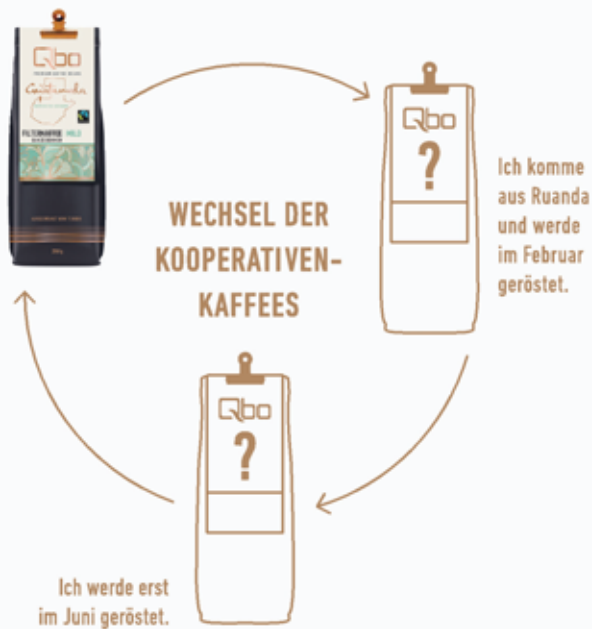 Qbo
FILTERKAFFEE MILD
WECHSEL DER
KOOPERATIVEN-
KAFFEES
Qbo
?
Ich komme
aus Ruanda
und werde
im Februar
geröstet.
Qbo
?
Ich werde erst
im Juni geröstet.